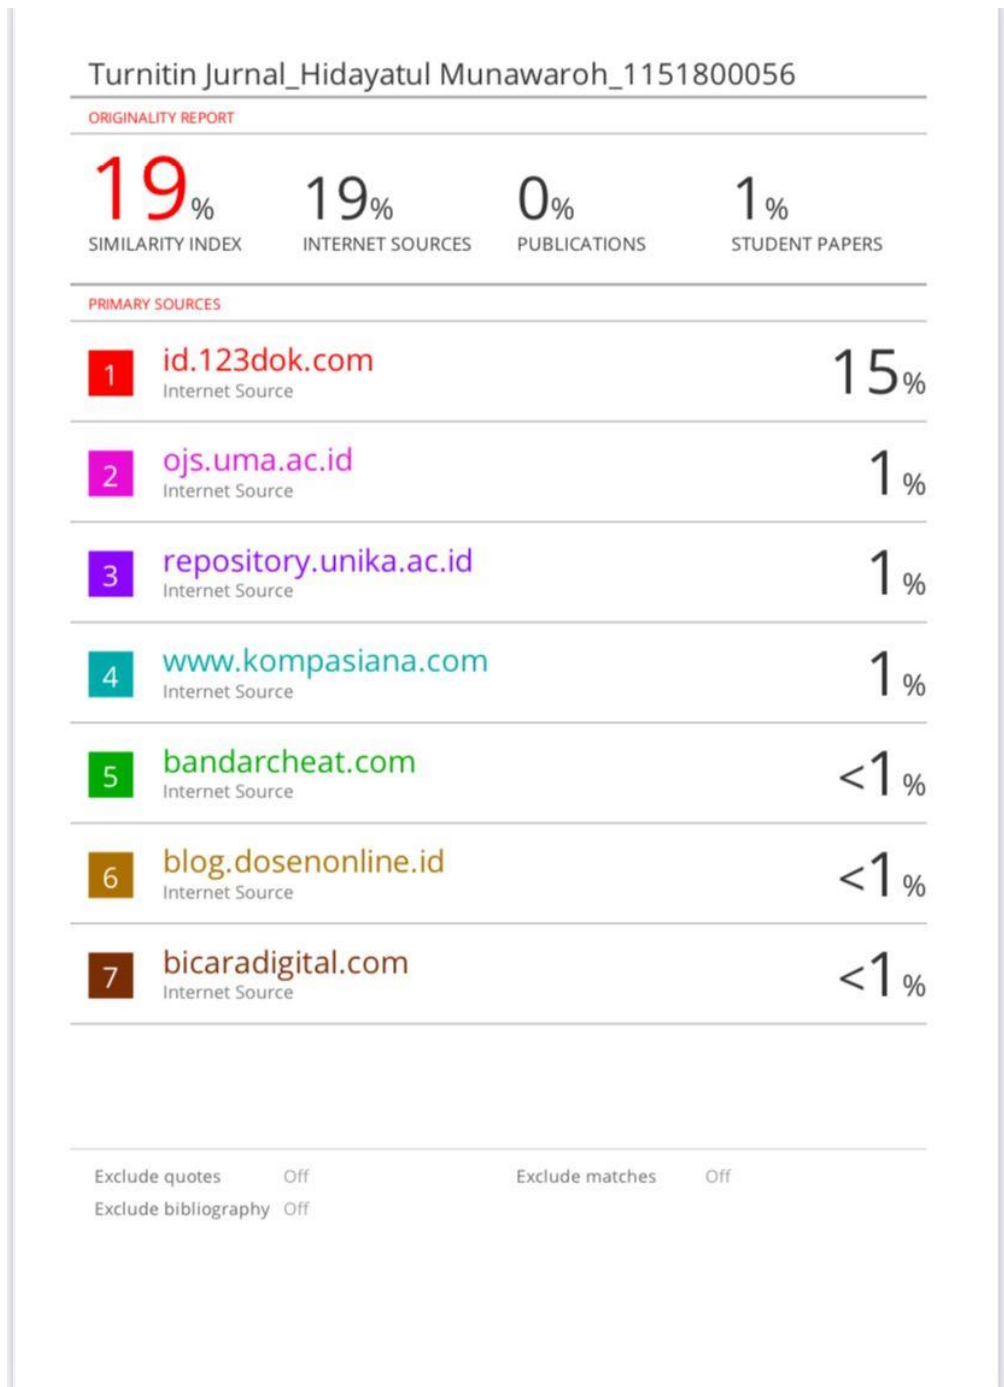 Turnitin Jurnal_Hidayatul Munawaroh_1151800056
ORIGINALITY REPORT
19% 19% 0% 1%
SIMILARITY INDEX INTERNET SOURCES PUBLICATIONS STUDENT PAPERS
PRIMARY SOURCES
1 id.123dok.com 15%
Internet Source
2 ojs.uma.ac.id 1%
Internet Source
3 repository.unika.ac.id 1%
Internet Source
4 www.kompasiana.com 1%
Internet Source
5 bandarcheat.com <1%
Internet Source
6 blog.dosenonline.id <1%
Internet Source
7 bicaradigital.com <1%
Internet Source
Exclude quotes Off Exclude matches Off
Exclude bibliography Off